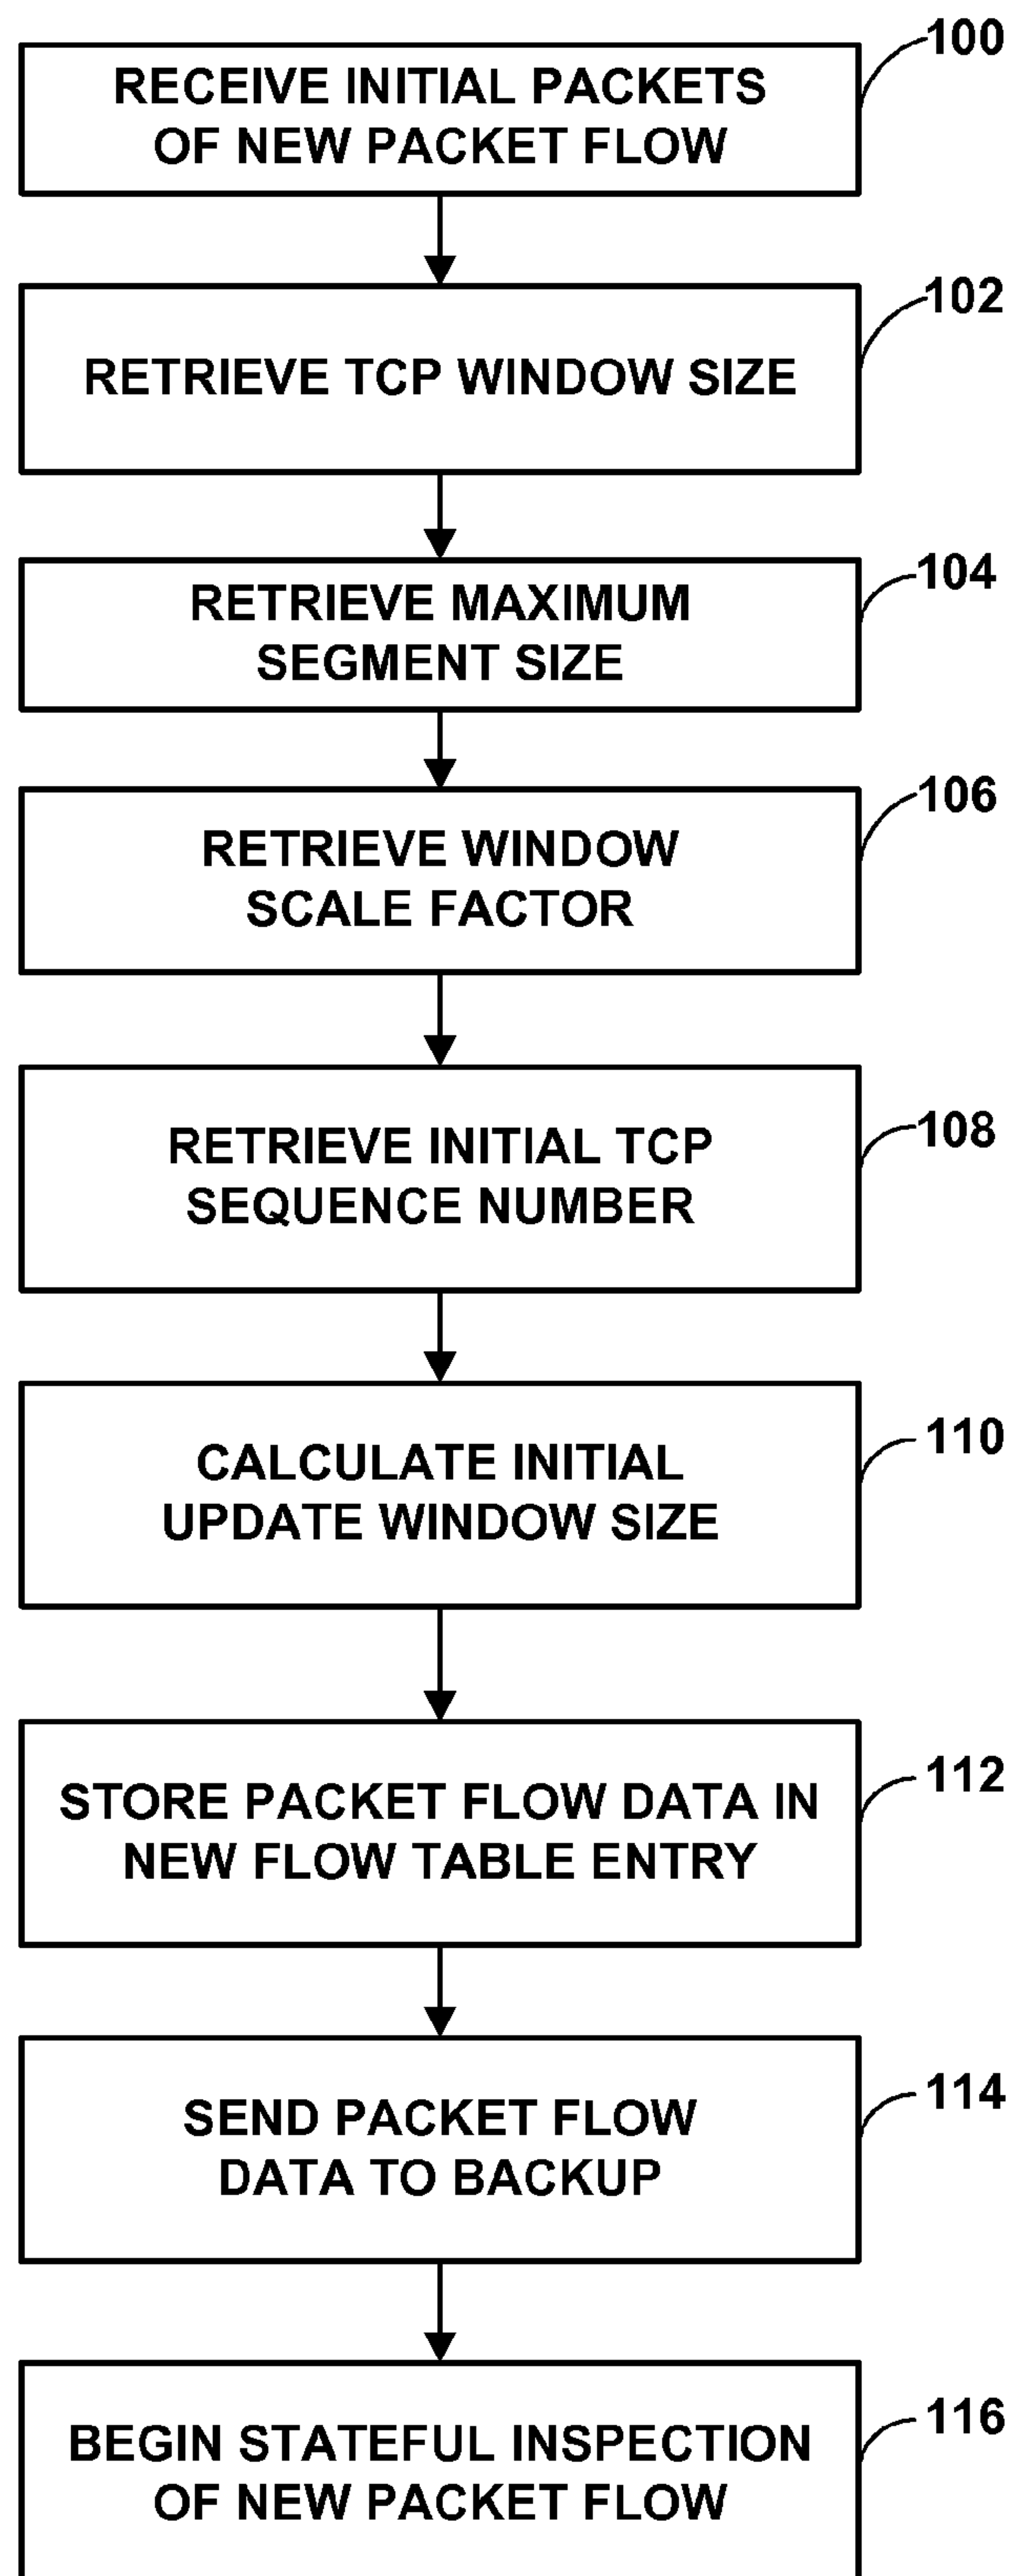 100
RECEIVE INITIAL PACKETS
OF NEW PACKET FLOW
102
RETRIEVE TCP WINDOW SIZE
104
RETRIEVE MAXIMUM
SEGMENT SIZE
106
RETRIEVE WINDOW
SCALE FACTOR
108
RETRIEVE INITIAL TCP
SEQUENCE NUMBER
110
CALCULATE INITIAL
UPDATE WINDOW SIZE
112
STORE PACKET FLOW DATA IN
NEW FLOW TABLE ENTRY
114
SEND PACKET FLOW
DATA TO BACKUP
116
BEGIN STATEFUL INSPECTION
OF NEW PACKET FLOW